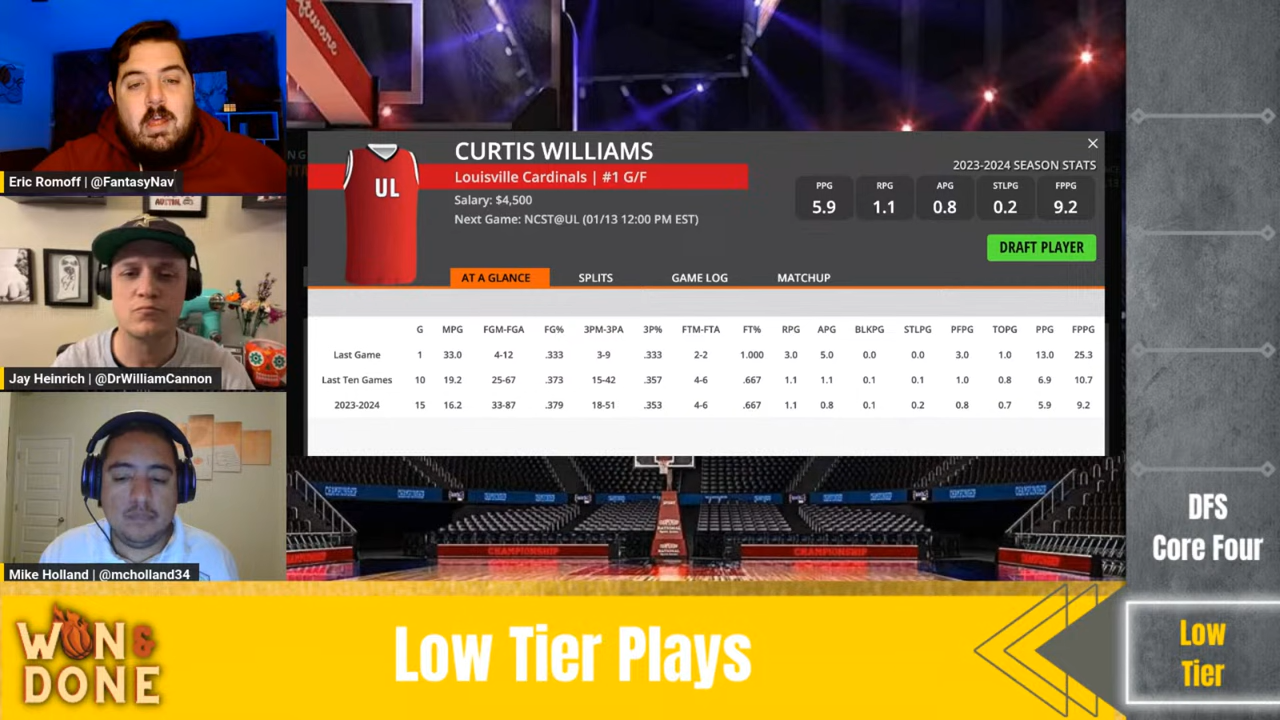 Eric Romoff | @FantasyNav
Jay Heinrich | @DrWilliamCannon
Mike Holland | @mcholland34
UL
CURTIS WILLIAMS
Louisville Cardinals | #1 G/F
Salary: $4,500
Next Game: NCST@UL (01/13 12:00 PM EST)
2023-2024 SEASON STATS
PPG RPG APG STLPG FPPG
5.9 1.1 0.8 0.2 9.2
DRAFT PLAYER
AT A GLANCE SPLITS GAME LOG MATCHUP
G MPG FGM-FGA FG% 3PM-3PA 3P% FTM-FTA FT% RPG APG BLKPG STLPG PFPG TOPG PPG FPPG
Last Game 1 33.0 4-12 .333 3-9 .333 2-2 1.000 3.0 5.0 0.0 0.0 3.0 1.0 13.0 25.3
Last Ten Games 10 19.2 25-67 .373 15-42 .357 4-6 .667 1.1 1.1 0.1 0.1 1.0 0.8 6.9 10.7
2023-2024 15 16.2 33-87 .379 18-51 .353 4-6 .667 1.1 0.8 0.1 0.2 0.8 0.7 5.9 9.2
CHAMPIONSHIP
CHAMPIONSHIP
DFS
Core Four
WON &
DONE
Low Tier Plays
Low
Tier